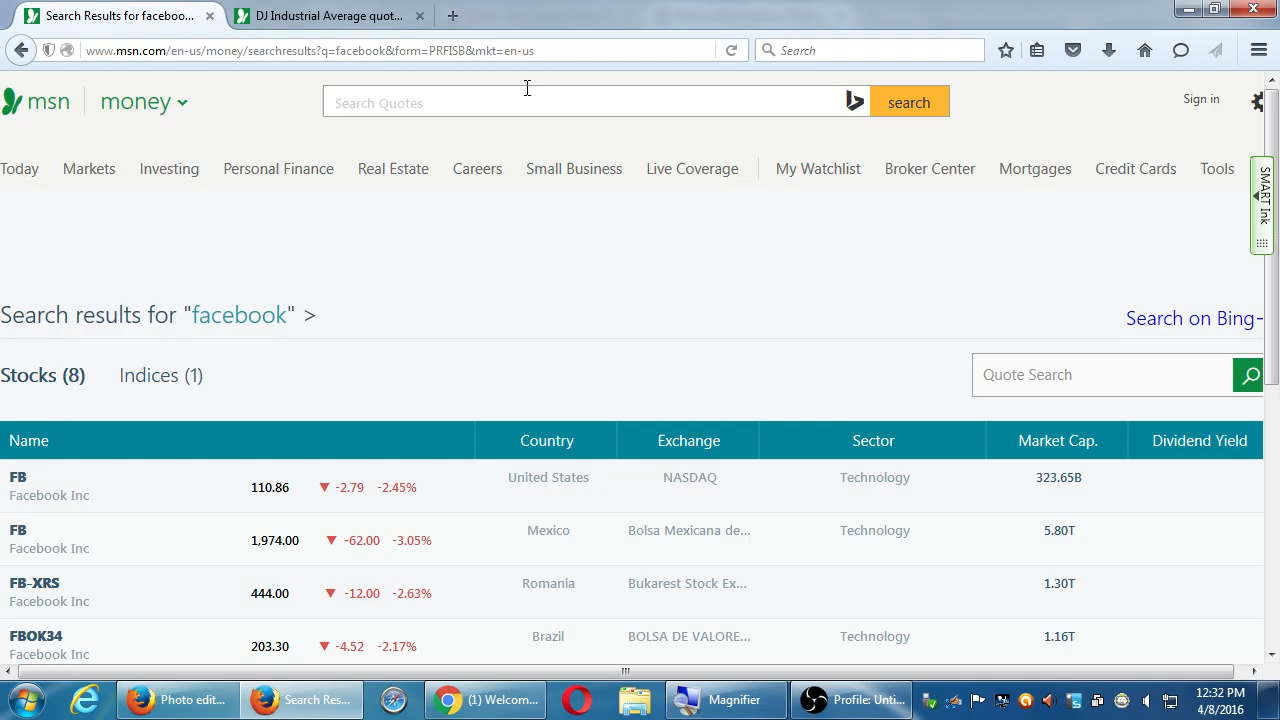 Search Results for faceboo...
DJ Industrial Average quot...
www.msn.com/en-us/money/searchresults?q=facebook&form=PRFISB&mkt=en-us
Search
msn money
Search Quotes
search
Sign in
Today Markets Investing Personal Finance Real Estate Careers Small Business Live Coverage My Watchlist Broker Center Mortgages Credit Cards Tools
SMART Ink
Search results for "facebook" >
Search on Bing-
Stocks (8) Indices (1)
Quote Search
Name Country Exchange Sector Market Cap. Dividend Yield
FB
Facebook Inc
110.86 -2.79 -2.45% United States NASDAQ Technology 323.65B
FB
Facebook Inc
1,974.00 -62.00 -3.05% Mexico Bolsa Mexicana de... Technology 5.80T
FB-XRS
Facebook Inc
444.00 -12.00 -2.63% Romania Bukarest Stock Ex... 1.30T
FBOK34
Facebook Inc
203.30 -4.52 -2.17% Brazil BOLSA DE VALORE... Technology 1.16T
Photo edit...
Search Res...
(1) Welcom...
Magnifier
Profile: Unti...
12:32 PM
4/8/2016